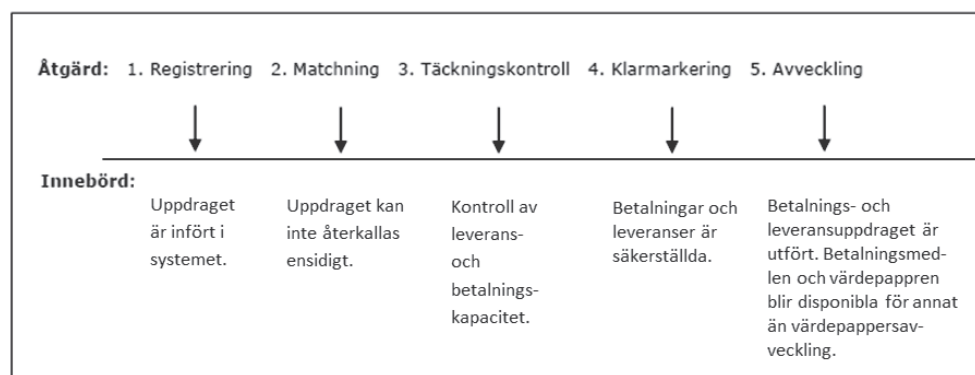 Åtgärd: 1. Registrering 2. Matchning 3. Täckningskontroll 4. Klarmarkering 5. Avveckling
Innebörd:
Uppdraget
är infört i
systemet.
Uppdraget kan
inte återkallas
ensidigt.
Kontroll av
leverans-
och
betalnings-
kapacitet.
Betalningar och
leveranser är
säkerställda.
Betalnings- och
leveransuppdraget är
utfört. Betalningsmed-
len och värdepappren
blir disponibla för annat
än värdepappersav-
veckling.